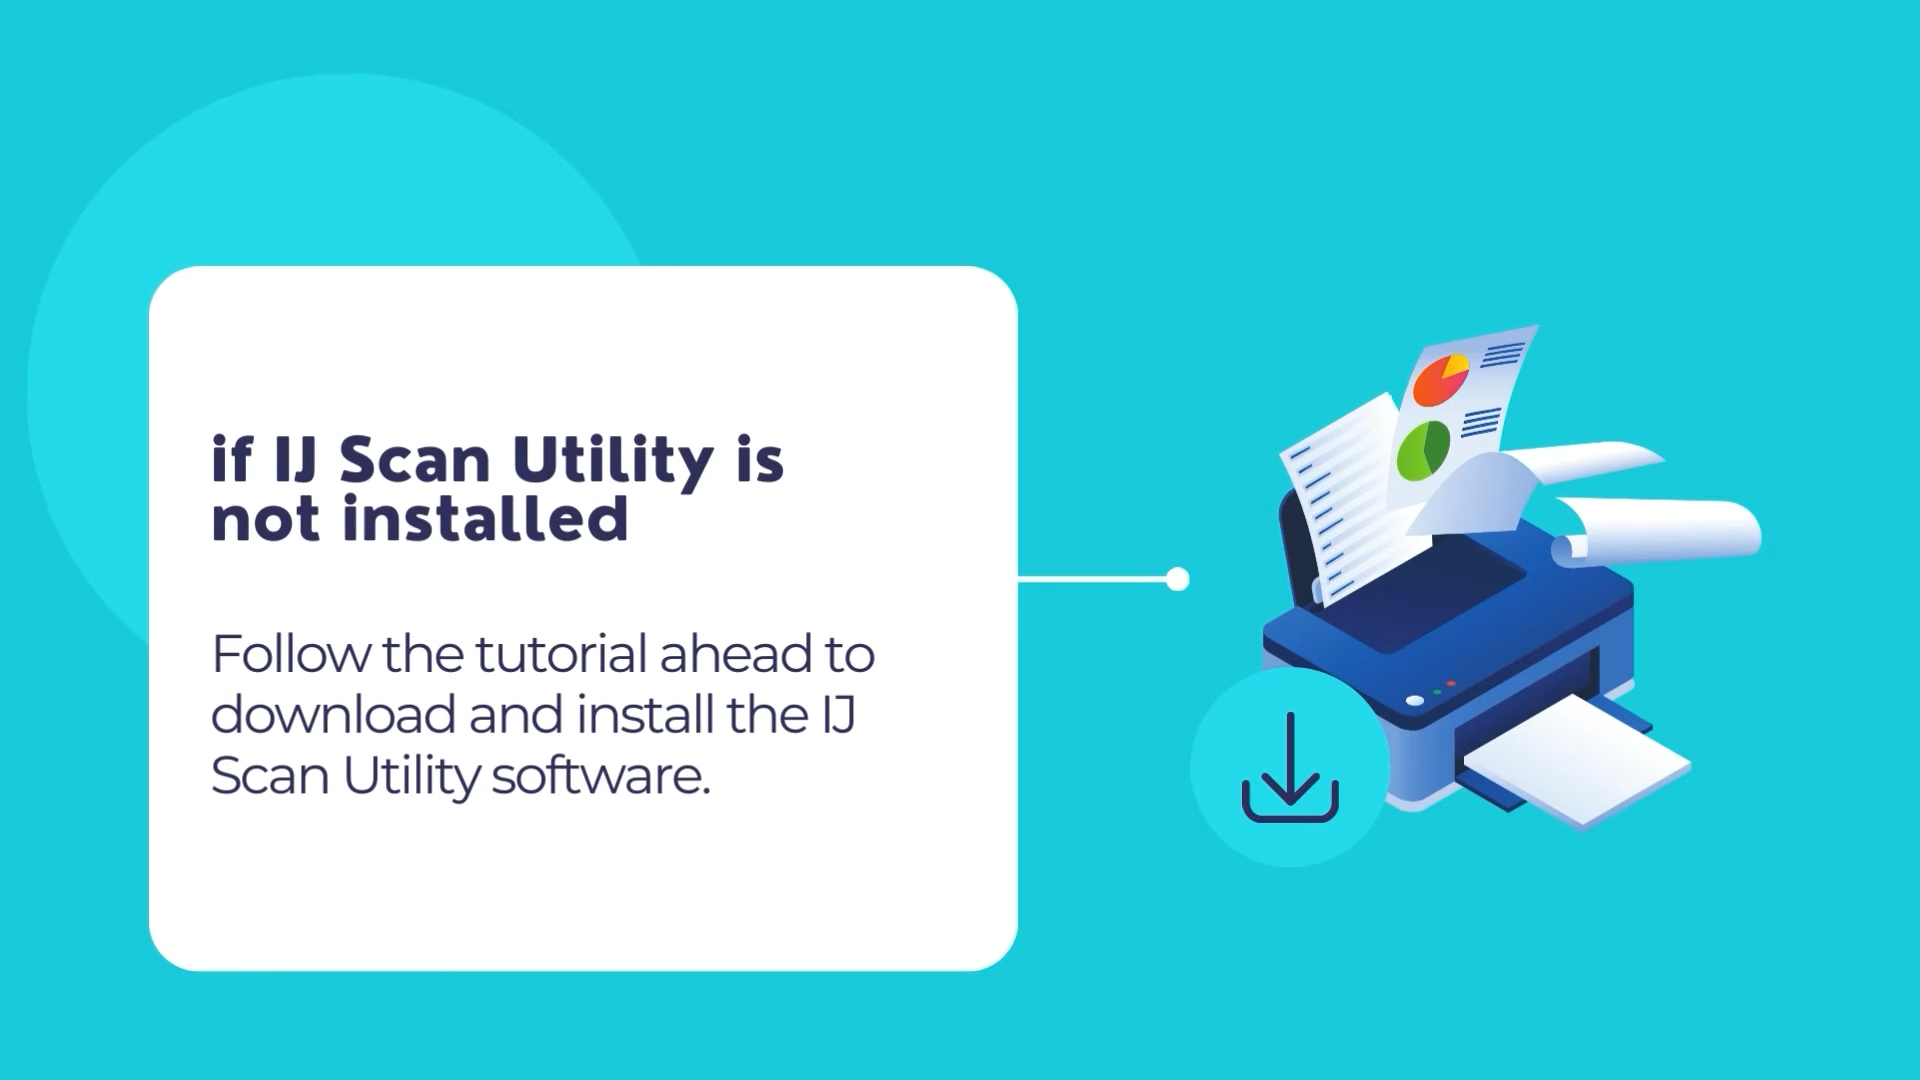 if IJ Scan Utility is
not installed
Follow the tutorial ahead to
download and install the IJ
Scan Utility software.